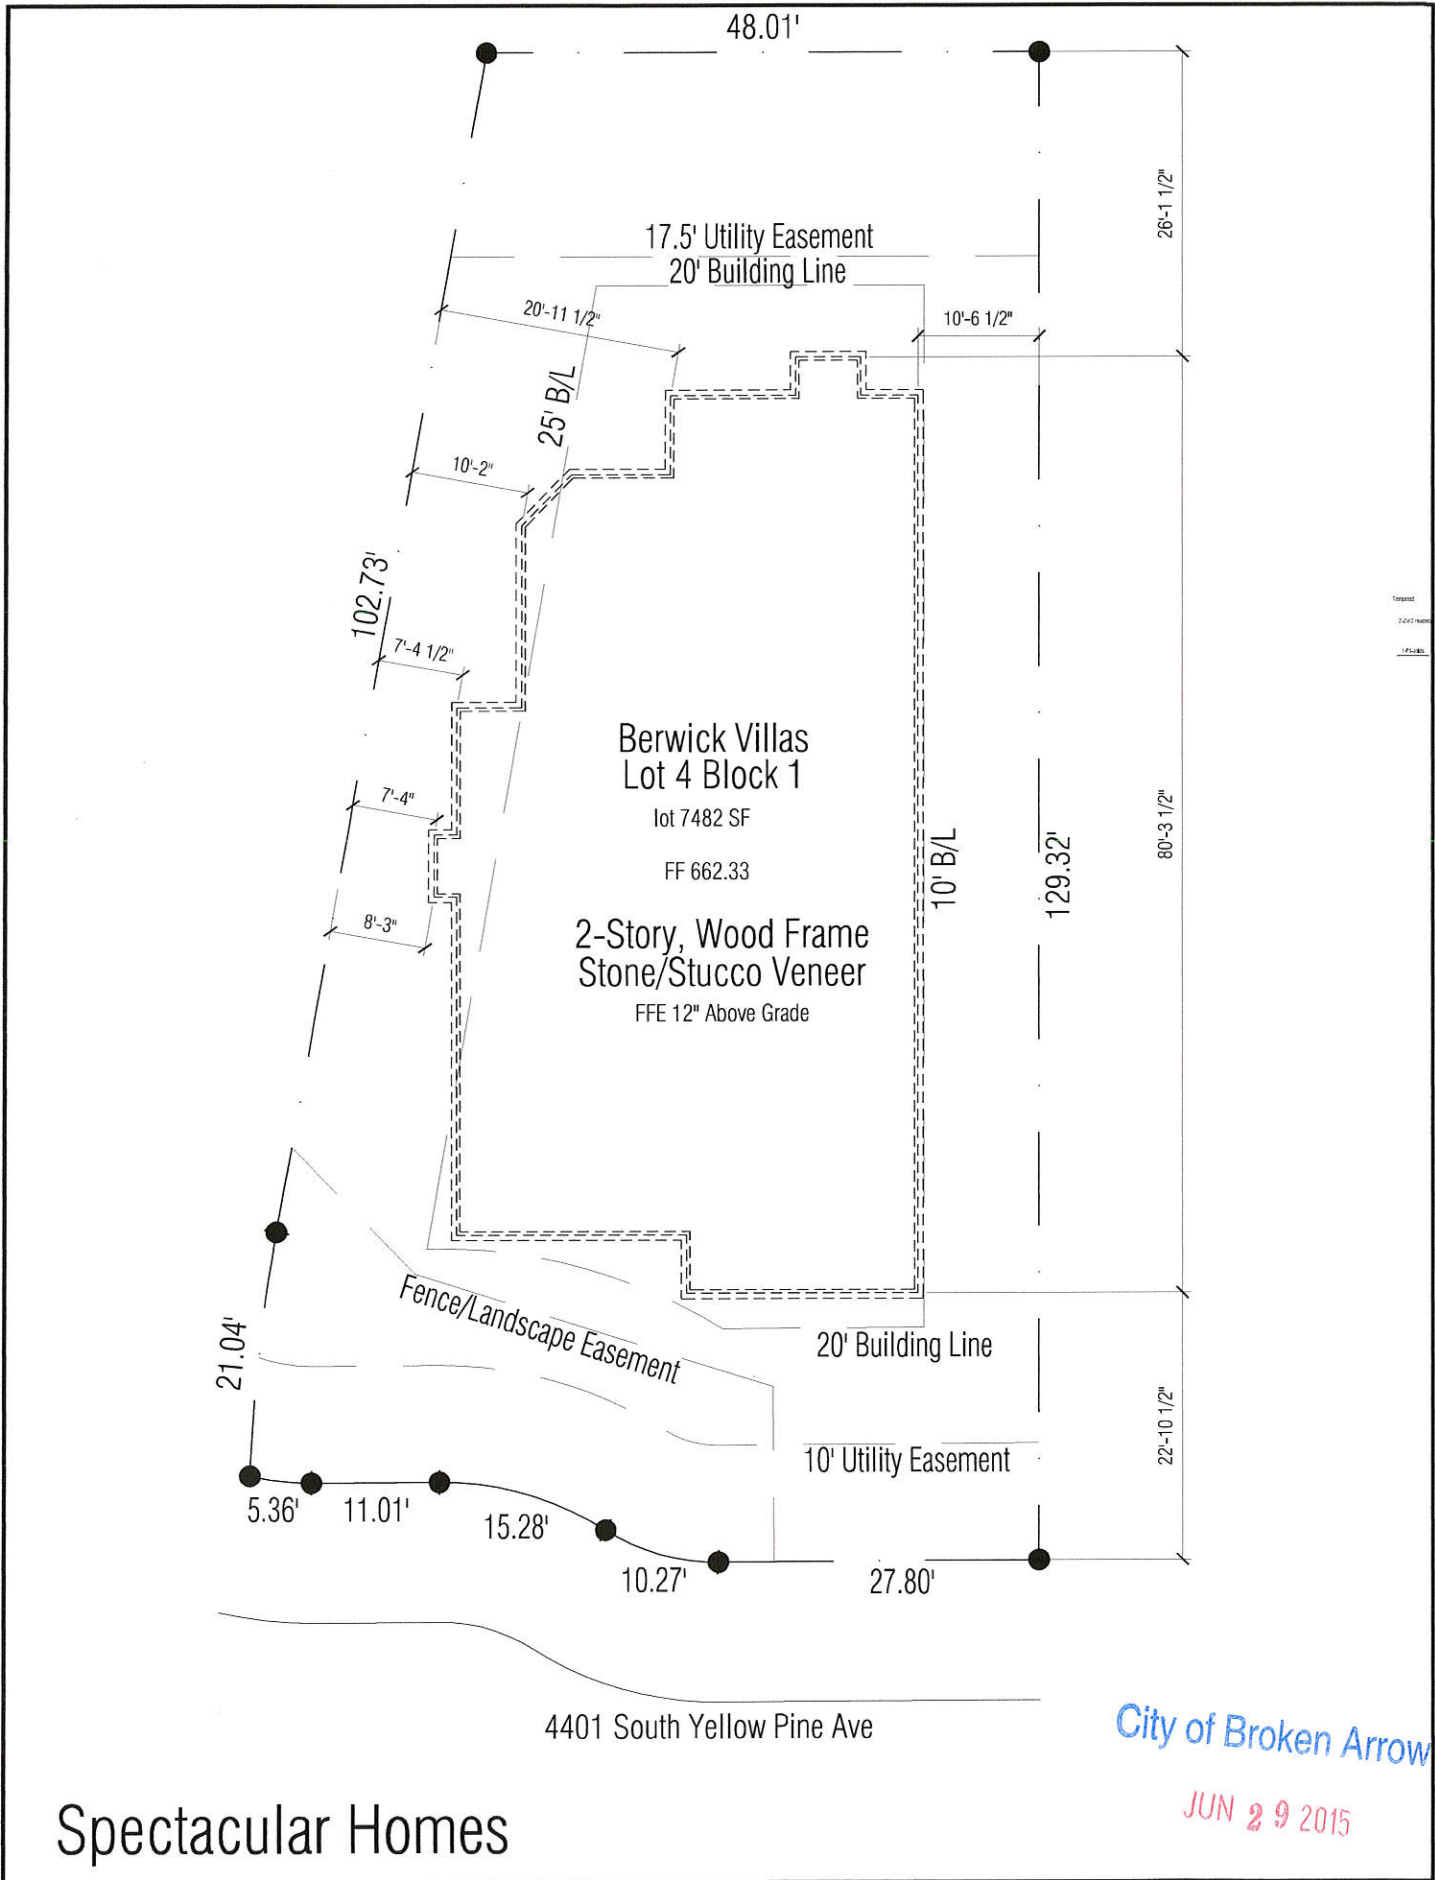 48.01'
26'-1 1/2"
17.5' Utility Easement
20' Building Line
20'-11 1/2"
10'-6 1/2"
25' B/L
10'-2"
102.73'
7'-4 1/2"
Berwick Villas
Lot 4 Block 1
lot 7482 SF
7'-4"
80'-3 1/2"
FF 662.33
10' B/L
129.32'
8'-3"
2-Story, Wood Frame
Stone/Stucco Veneer
FFE 12" Above Grade
Fence/Landscape Easement
20' Building Line
21.04'
22'-10 1/2"
10' Utility Easement
5.36'
11.01'
15.28'
10.27'
27.80'
4401 South Yellow Pine Ave
City of Broken Arrow
JUN 29 2015
Spectacular Homes